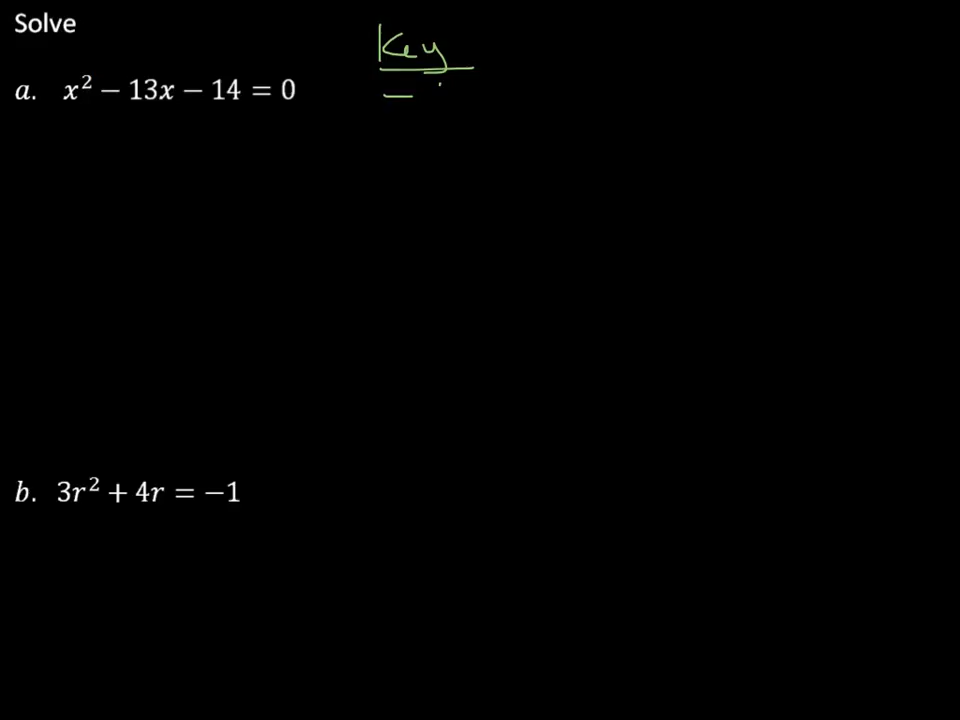 Solve
Key
a. x² − 13x − 14 = 0
−
b. 3r² + 4r = −1